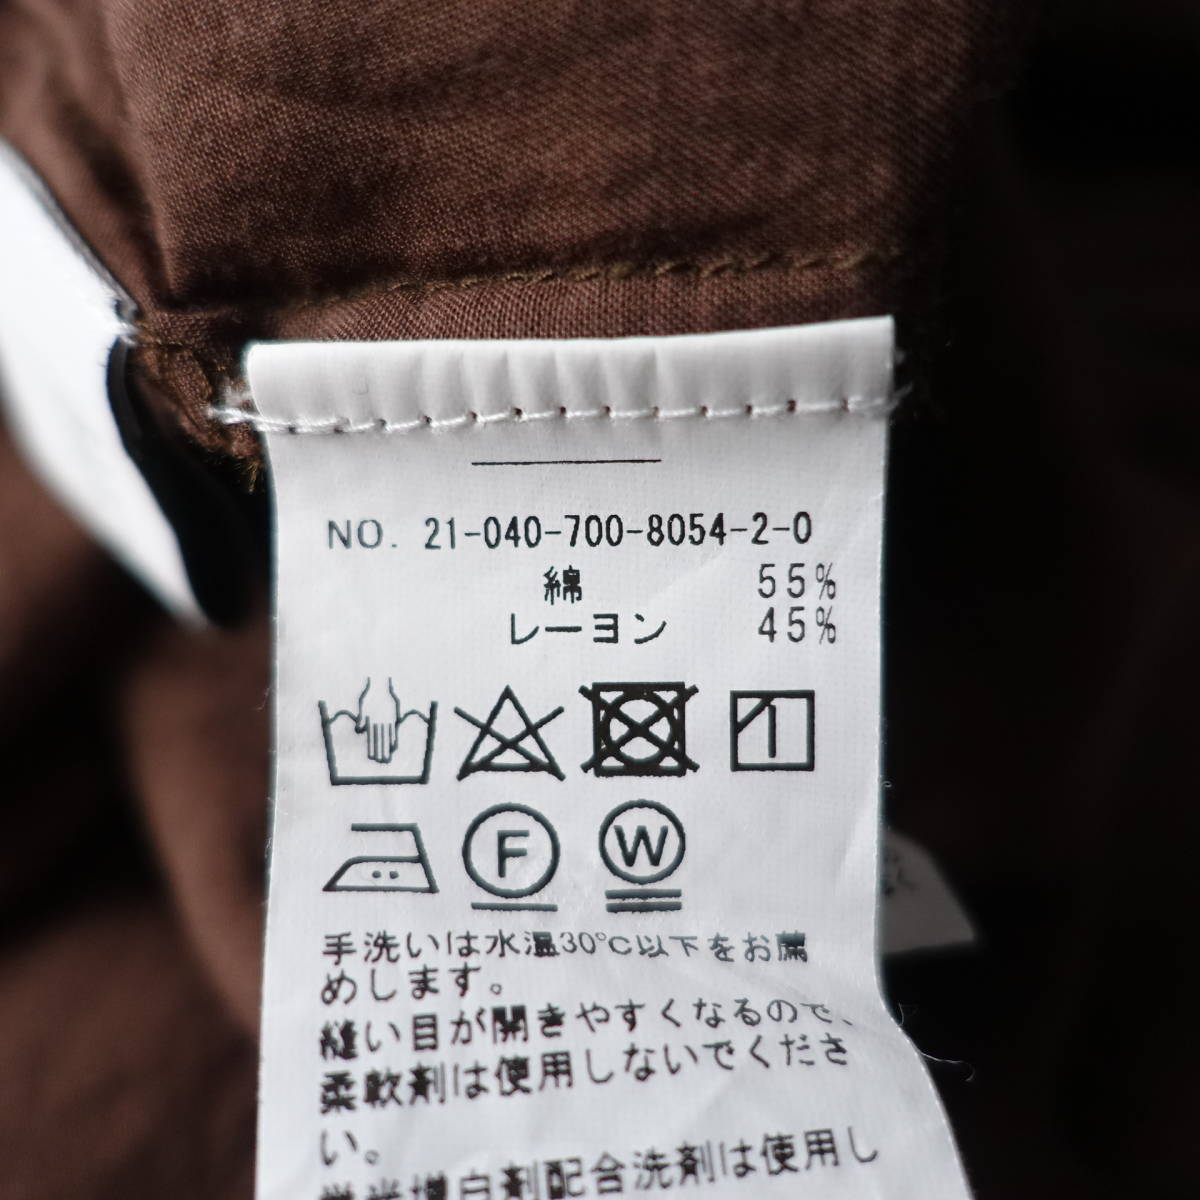 NO. 21-040-700-8054-2-0
綿 55%
レーヨン 45%
F W
手洗いは水温30℃以下をお薦
めします。
縫い目が開きやすくなるので、
柔軟剤は使用しないでくださ
い。
蛍光増白剤配合洗剤は使用し